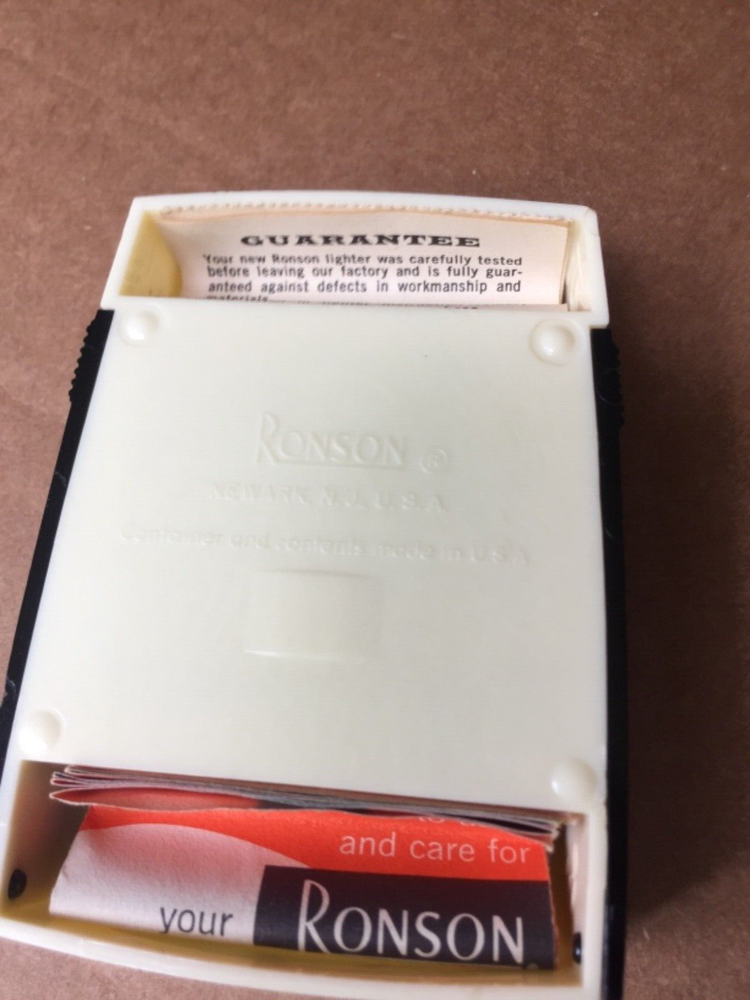 GUARANTEE
Your new Ronson lighter was carefully tested
before leaving our factory and is fully guar-
anteed against defects in workmanship and
materials.
RONSON ®
NEWARK, N.J., U.S.A.
Container and contents made in U.S.A.
and care for
your RONSON